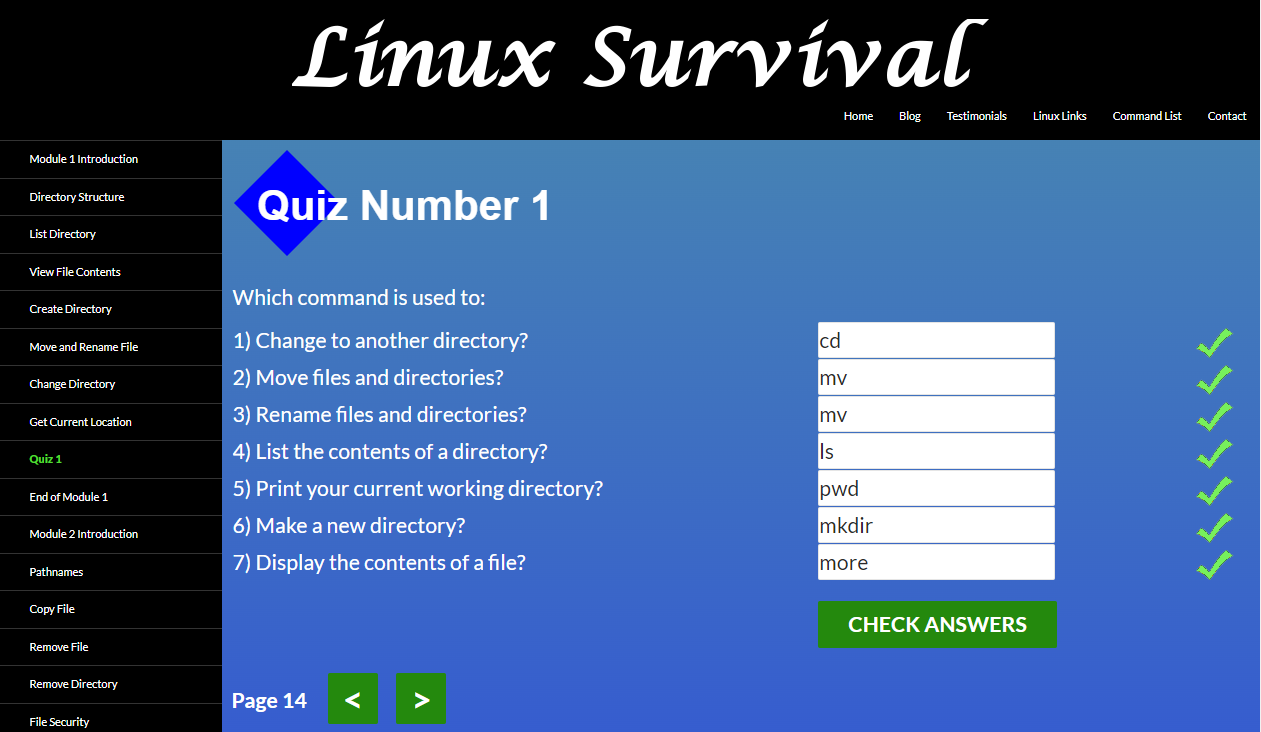 Linux Survival
Home Blog Testimonials Linux Links Command List Contact
Module 1 Introduction
Directory Structure
List Directory
View File Contents
Create Directory
Move and Rename File
Change Directory
Get Current Location
Quiz 1
End of Module 1
Module 2 Introduction
Pathnames
Copy File
Remove File
Remove Directory
File Security
Quiz Number 1
Which command is used to:
1) Change to another directory? cd
2) Move files and directories? mv
3) Rename files and directories? mv
4) List the contents of a directory? ls
5) Print your current working directory? pwd
6) Make a new directory? mkdir
7) Display the contents of a file? more
CHECK ANSWERS
Page 14 < >